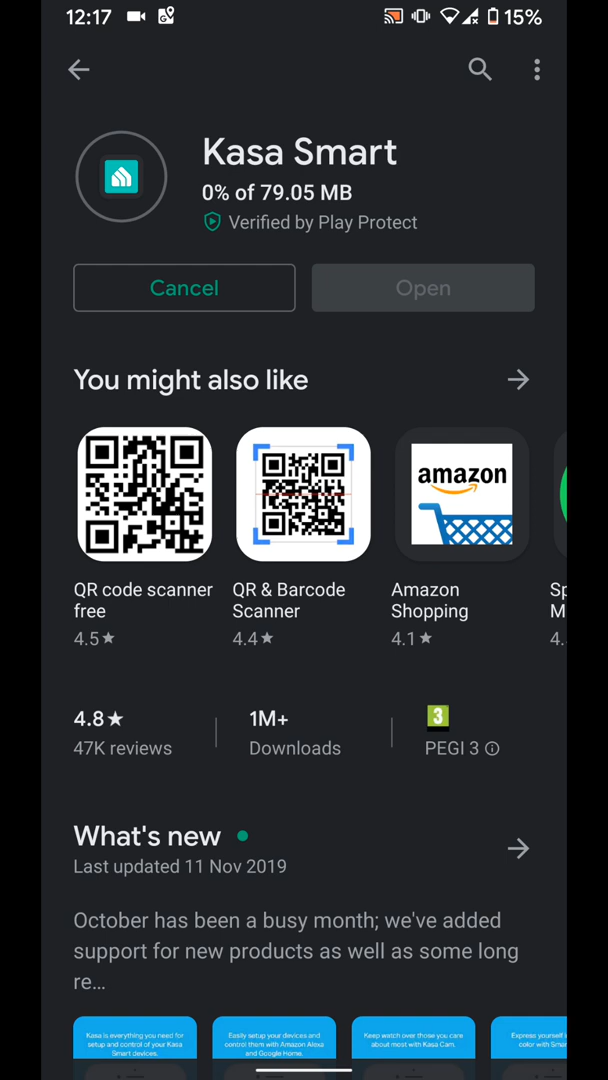 12:17
15%
Kasa Smart
0% of 79.05 MB
Verified by Play Protect
Cancel
Open
You might also like
amazon
QR code scanner
free
4.5★
QR & Barcode
Scanner
4.4★
Amazon
Shopping
4.1★
Sp
M
4.
4.8★
47K reviews
1M+
Downloads
3
PEGI 3
What's new
Last updated 11 Nov 2019
October has been a busy month; we've added
support for new products as well as some long
re…
Kasa is everything you need for
setup and control of your Kasa
Smart devices.
Easily setup your devices and
control them with Amazon Alexa
and Google Home.
Keep watch over those you care
about most with Kasa Cam.
Express yourself
color with Smar